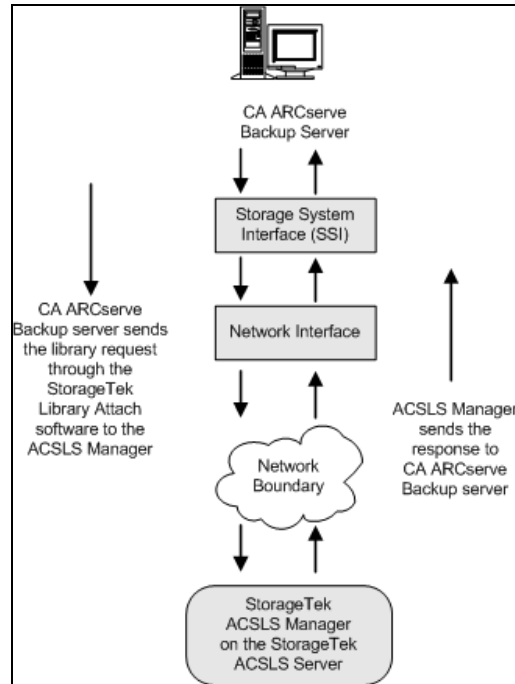 CA ARCserve
Backup Server
Storage System
Interface (SSI)
Network Interface
CA ARCserve
Backup server sends
the library request
through the
StorageTek
Library Attach
software to the
ACSLS Manager
ACSLS Manager
sends the
response to
CA ARCserve
Backup server
Network
Boundary
StorageTek
ACSLS Manager
on the StorageTek
ACSLS Server